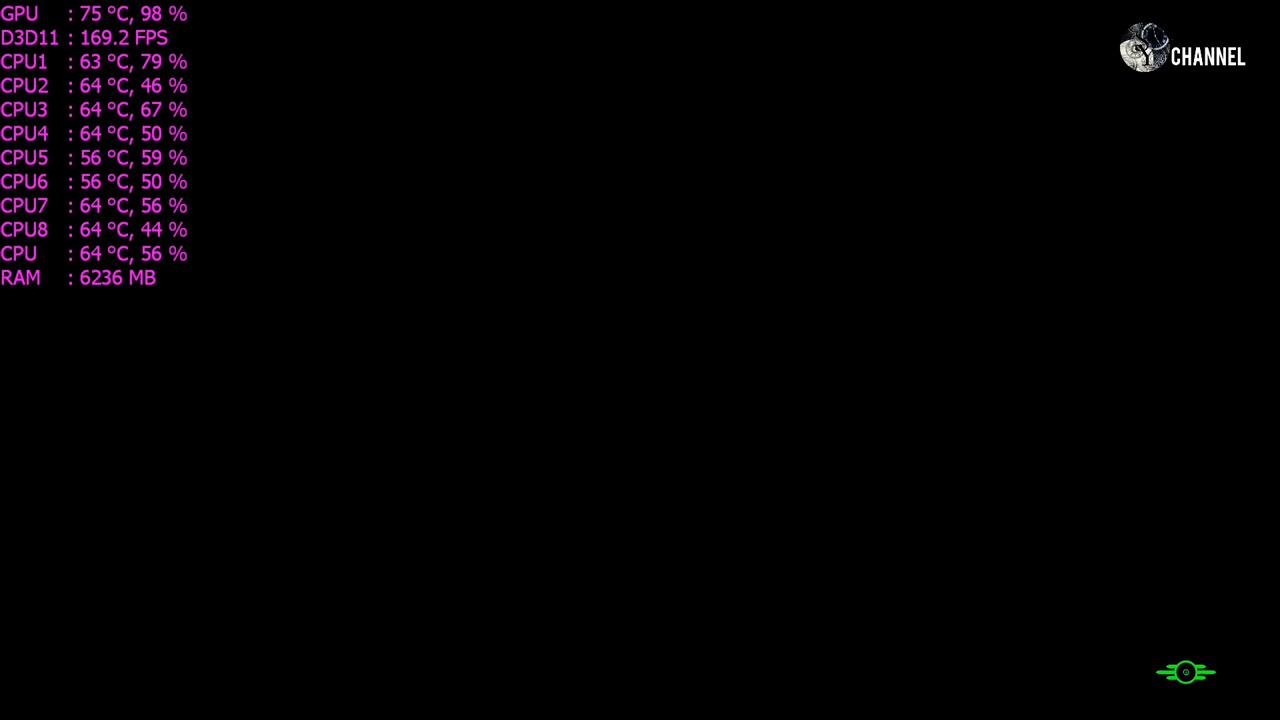 GPU : 75 °C, 98 %
D3D11 : 169.2 FPS
CPU1 : 63 °C, 79 %
CPU2 : 64 °C, 46 %
CPU3 : 64 °C, 67 %
CPU4 : 64 °C, 50 %
CPU5 : 56 °C, 59 %
CPU6 : 56 °C, 50 %
CPU7 : 64 °C, 56 %
CPU8 : 64 °C, 44 %
CPU : 64 °C, 56 %
RAM : 6236 MB
CHANNEL